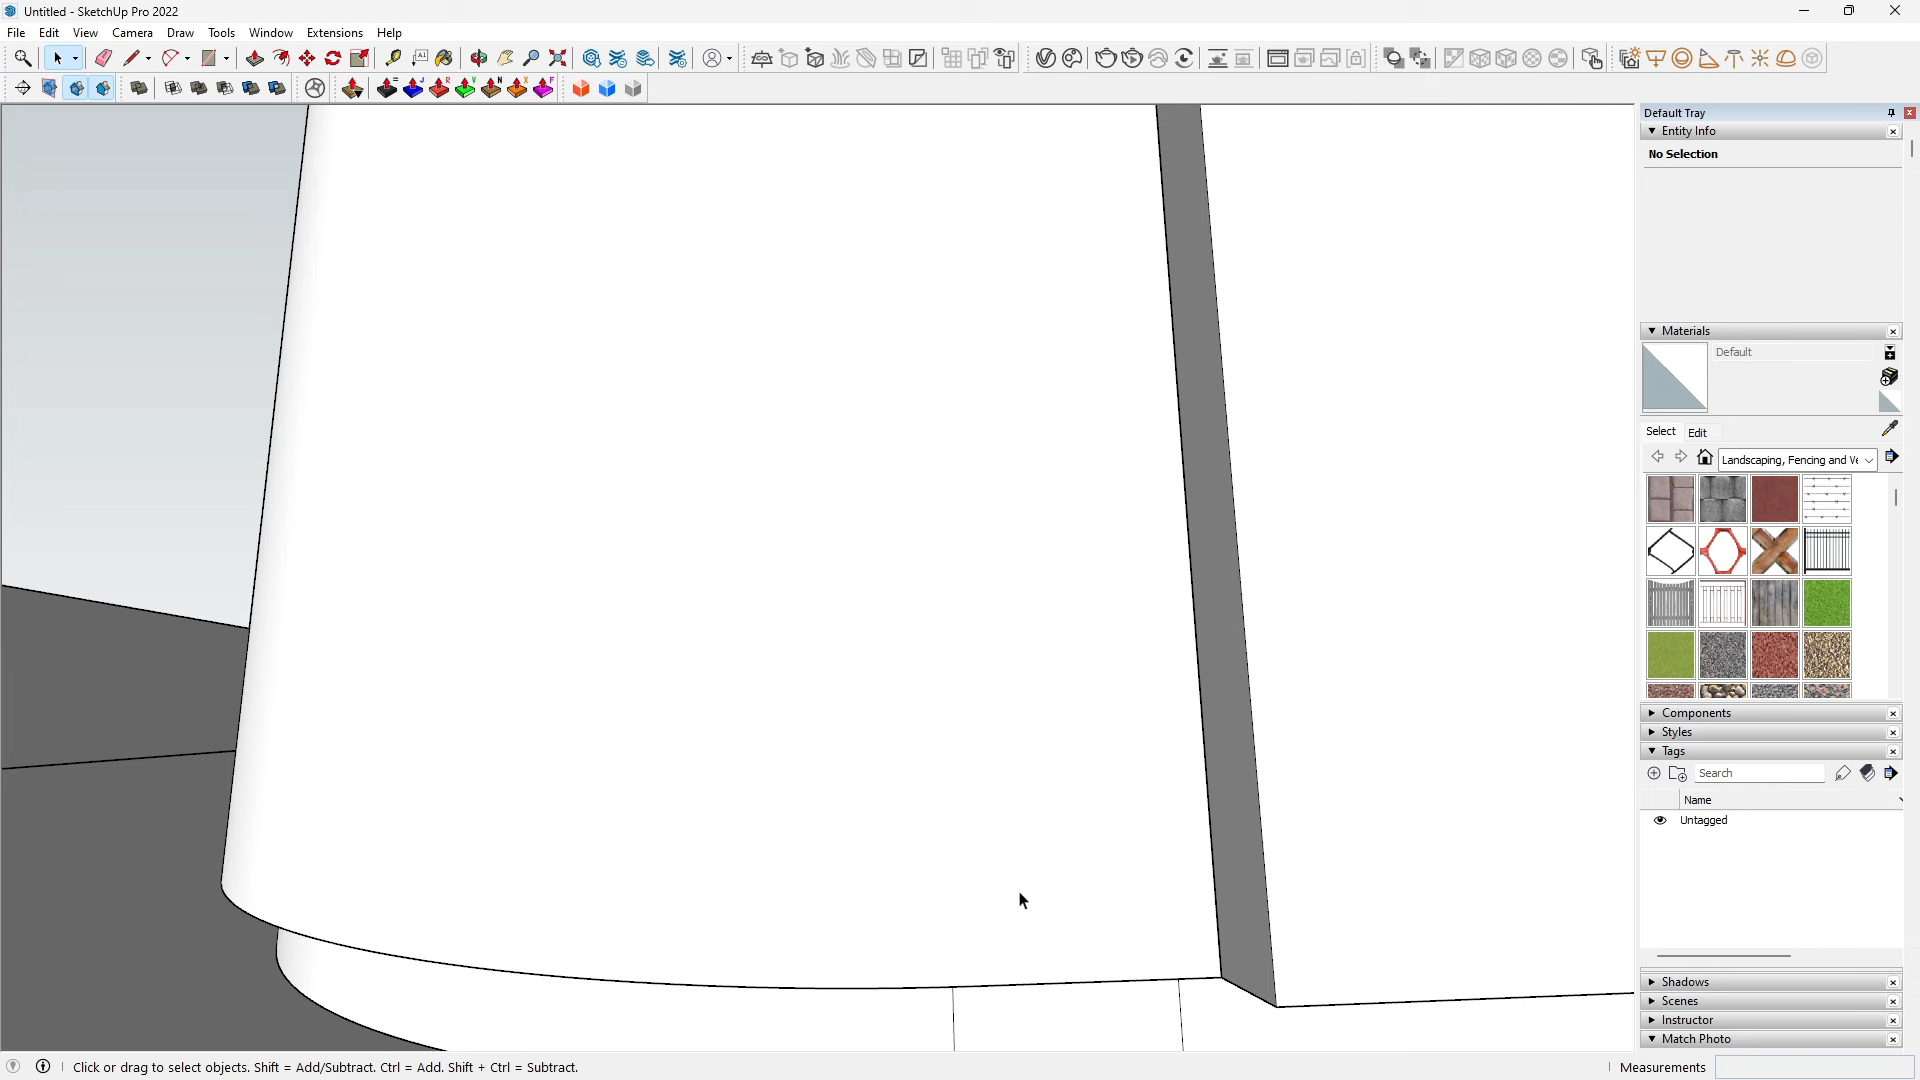 Untitled - SketchUp Pro 2022
File Edit View Camera Draw Tools Window Extensions Help
Default Tray
Entity Info
No Selection
Materials
Default
Select Edit
Landscaping, Fencing and Ve
Components
Styles
Tags
Search
Name
Untagged
Shadows
Scenes
Instructor
Match Photo
Click or drag to select objects. Shift = Add/Subtract. Ctrl = Add. Shift + Ctrl = Subtract.
Measurements